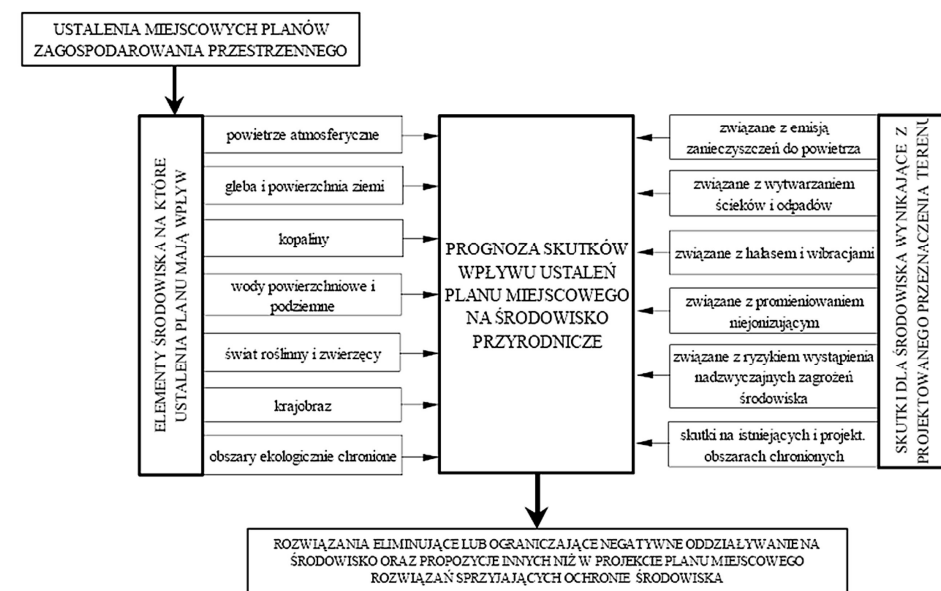 USTALENIA MIEJSCOWYCH PLANÓW
ZAGOSPODAROWANIA PRZESTRZENNEGO
ELEMENTY ŚRODOWISKA NA KTÓRE
USTALENIA PLANU MAJĄ WPŁYW
powietrze atmosferyczne
gleba i powierzchnia ziemi
kopaliny
wody powierzchniowe i
podziemne
świat roślinny i zwierzęcy
krajobraz
obszary ekologicznie chronione
PROGNOZA SKUTKÓW
WPŁYWU USTALEŃ
PLANU MIEJSCOWEGO
NA ŚRODOWISKO
PRZYRODNICZE
związane z emisją
zanieczyszczeń do powietrza
związane z wytwarzaniem
ścieków i odpadów
związane z hałasem i wibracjami
związane z promieniowaniem
niejonizującym
związane z ryzykiem wystąpienia
nadzwyczajnych zagrożeń
środowiska
skutki na istniejących i projekt.
obszarach chronionych
SKUTKI DLA ŚRODOWISKA WYNIKAJĄCE Z
PROJEKTOWANEGO PRZEZNACZENIA TERENU
ROZWIĄZANIA ELIMINUJĄCE LUB OGRANICZAJĄCE NEGATYWNE ODDZIAŁYWANIE NA
ŚRODOWISKO ORAZ PROPOZYCJE INNYCH NIŻ W PROJEKCIE PLANU MIEJSCOWEGO
ROZWIĄZAŃ SPRZYJAJĄCYCH OCHRONIE ŚRODOWISKA